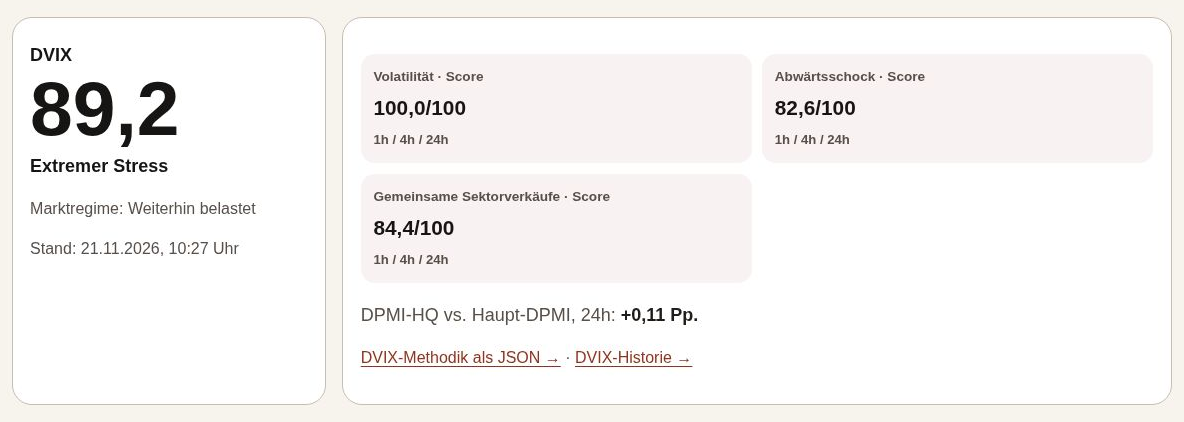 DVIX
89,2
Extremer Stress
Marktregime: Weiterhin belastet
Stand: 21.11.2026, 10:27 Uhr
Volatilität · Score
100,0/100
1h / 4h / 24h
Abwärtsschock · Score
82,6/100
1h / 4h / 24h
Gemeinsame Sektorverkäufe · Score
84,4/100
1h / 4h / 24h
DPMI-HQ vs. Haupt-DPMI, 24h: +0,11 Pp.
DVIX-Methodik als JSON → · DVIX-Historie →